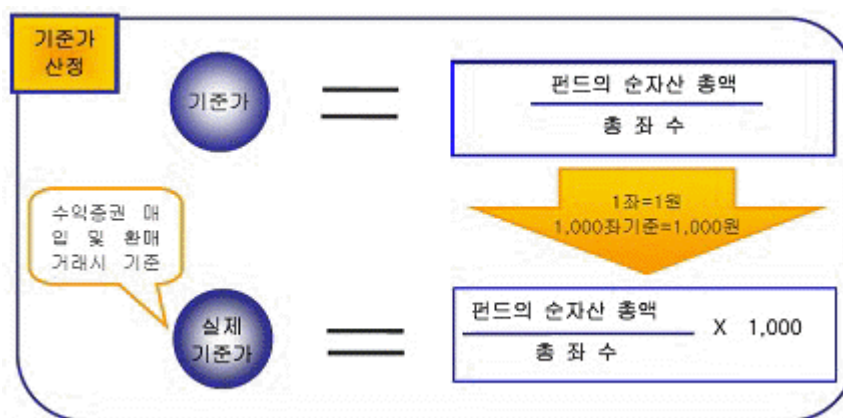 기준가
산정
기준가
펀드의 순자산 총액
총 좌 수
1좌=1원
1,000좌기준=1,000원
수익증권 매
입 및 환매
거래시 기준
실제
기준가
펀드의 순자산 총액
총 좌 수
X 1,000